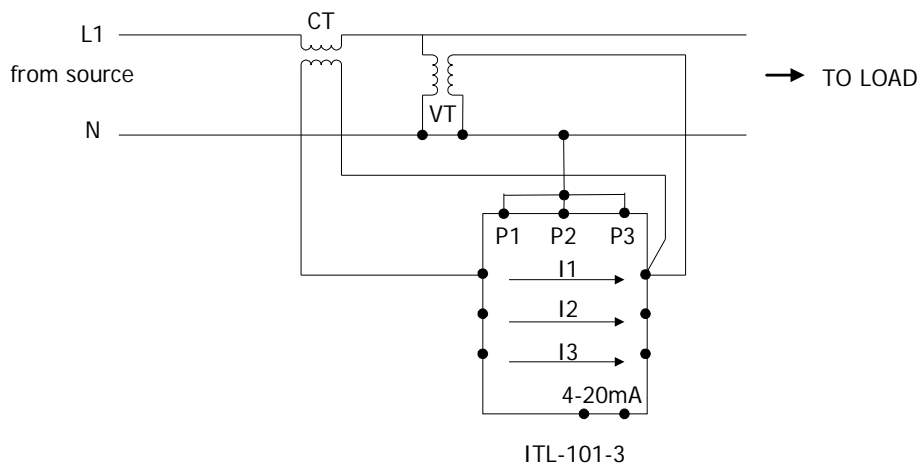 CT
L1
from source
TO LOAD
VT
N
P1 P2 P3
I1
I2
I3
4-20mA
ITL-101-3